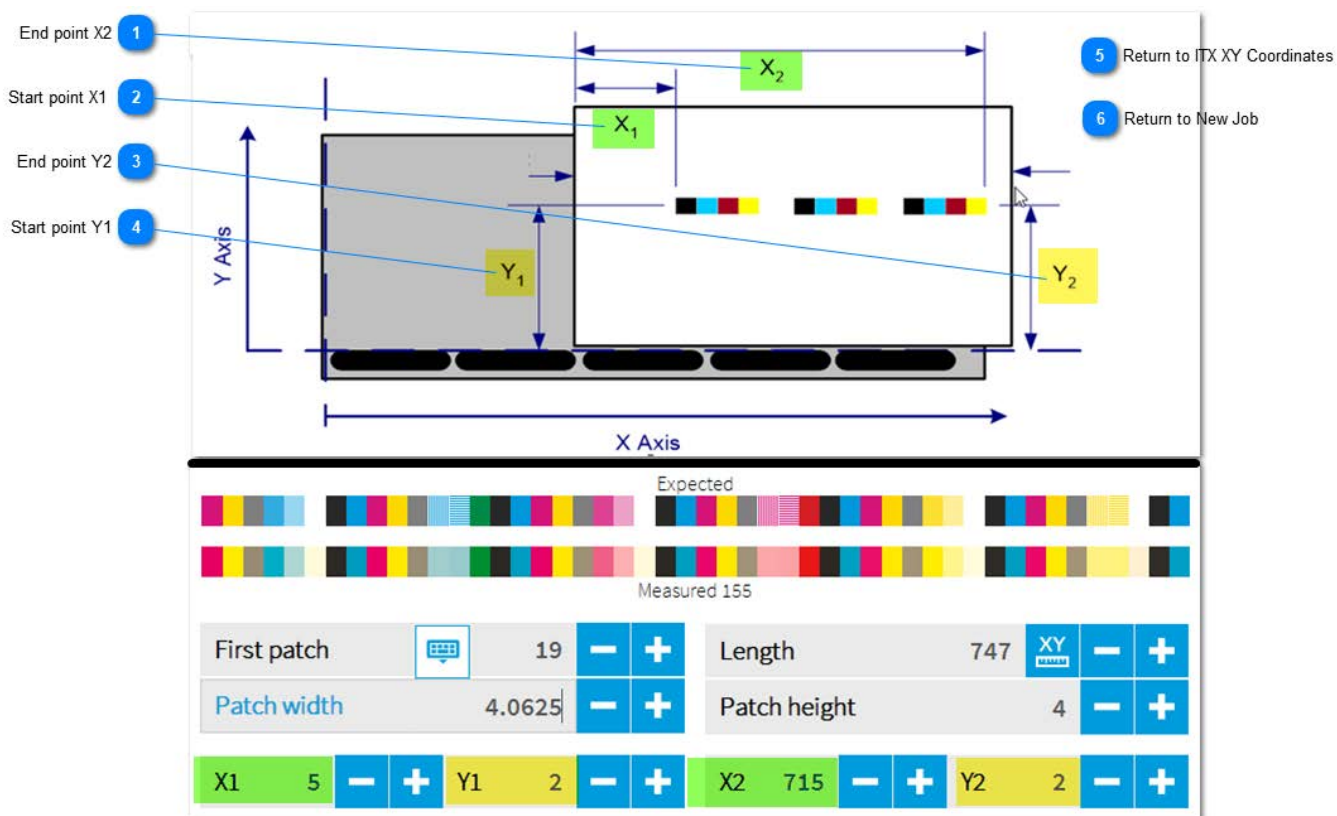 End point X2 1
Start point X1 2
End point Y2 3
Start point Y1 4
5 Return to ITX XY Coordinates
6 Return to New Job
X2
X1
Y1
Y2
Y Axis
X Axis
Expected
Measured 155
First patch 19
Length 747 XY
Patch width 4.0625
Patch height 4
X1 5 − + Y1 2 − + X2 715 − + Y2 2 − +